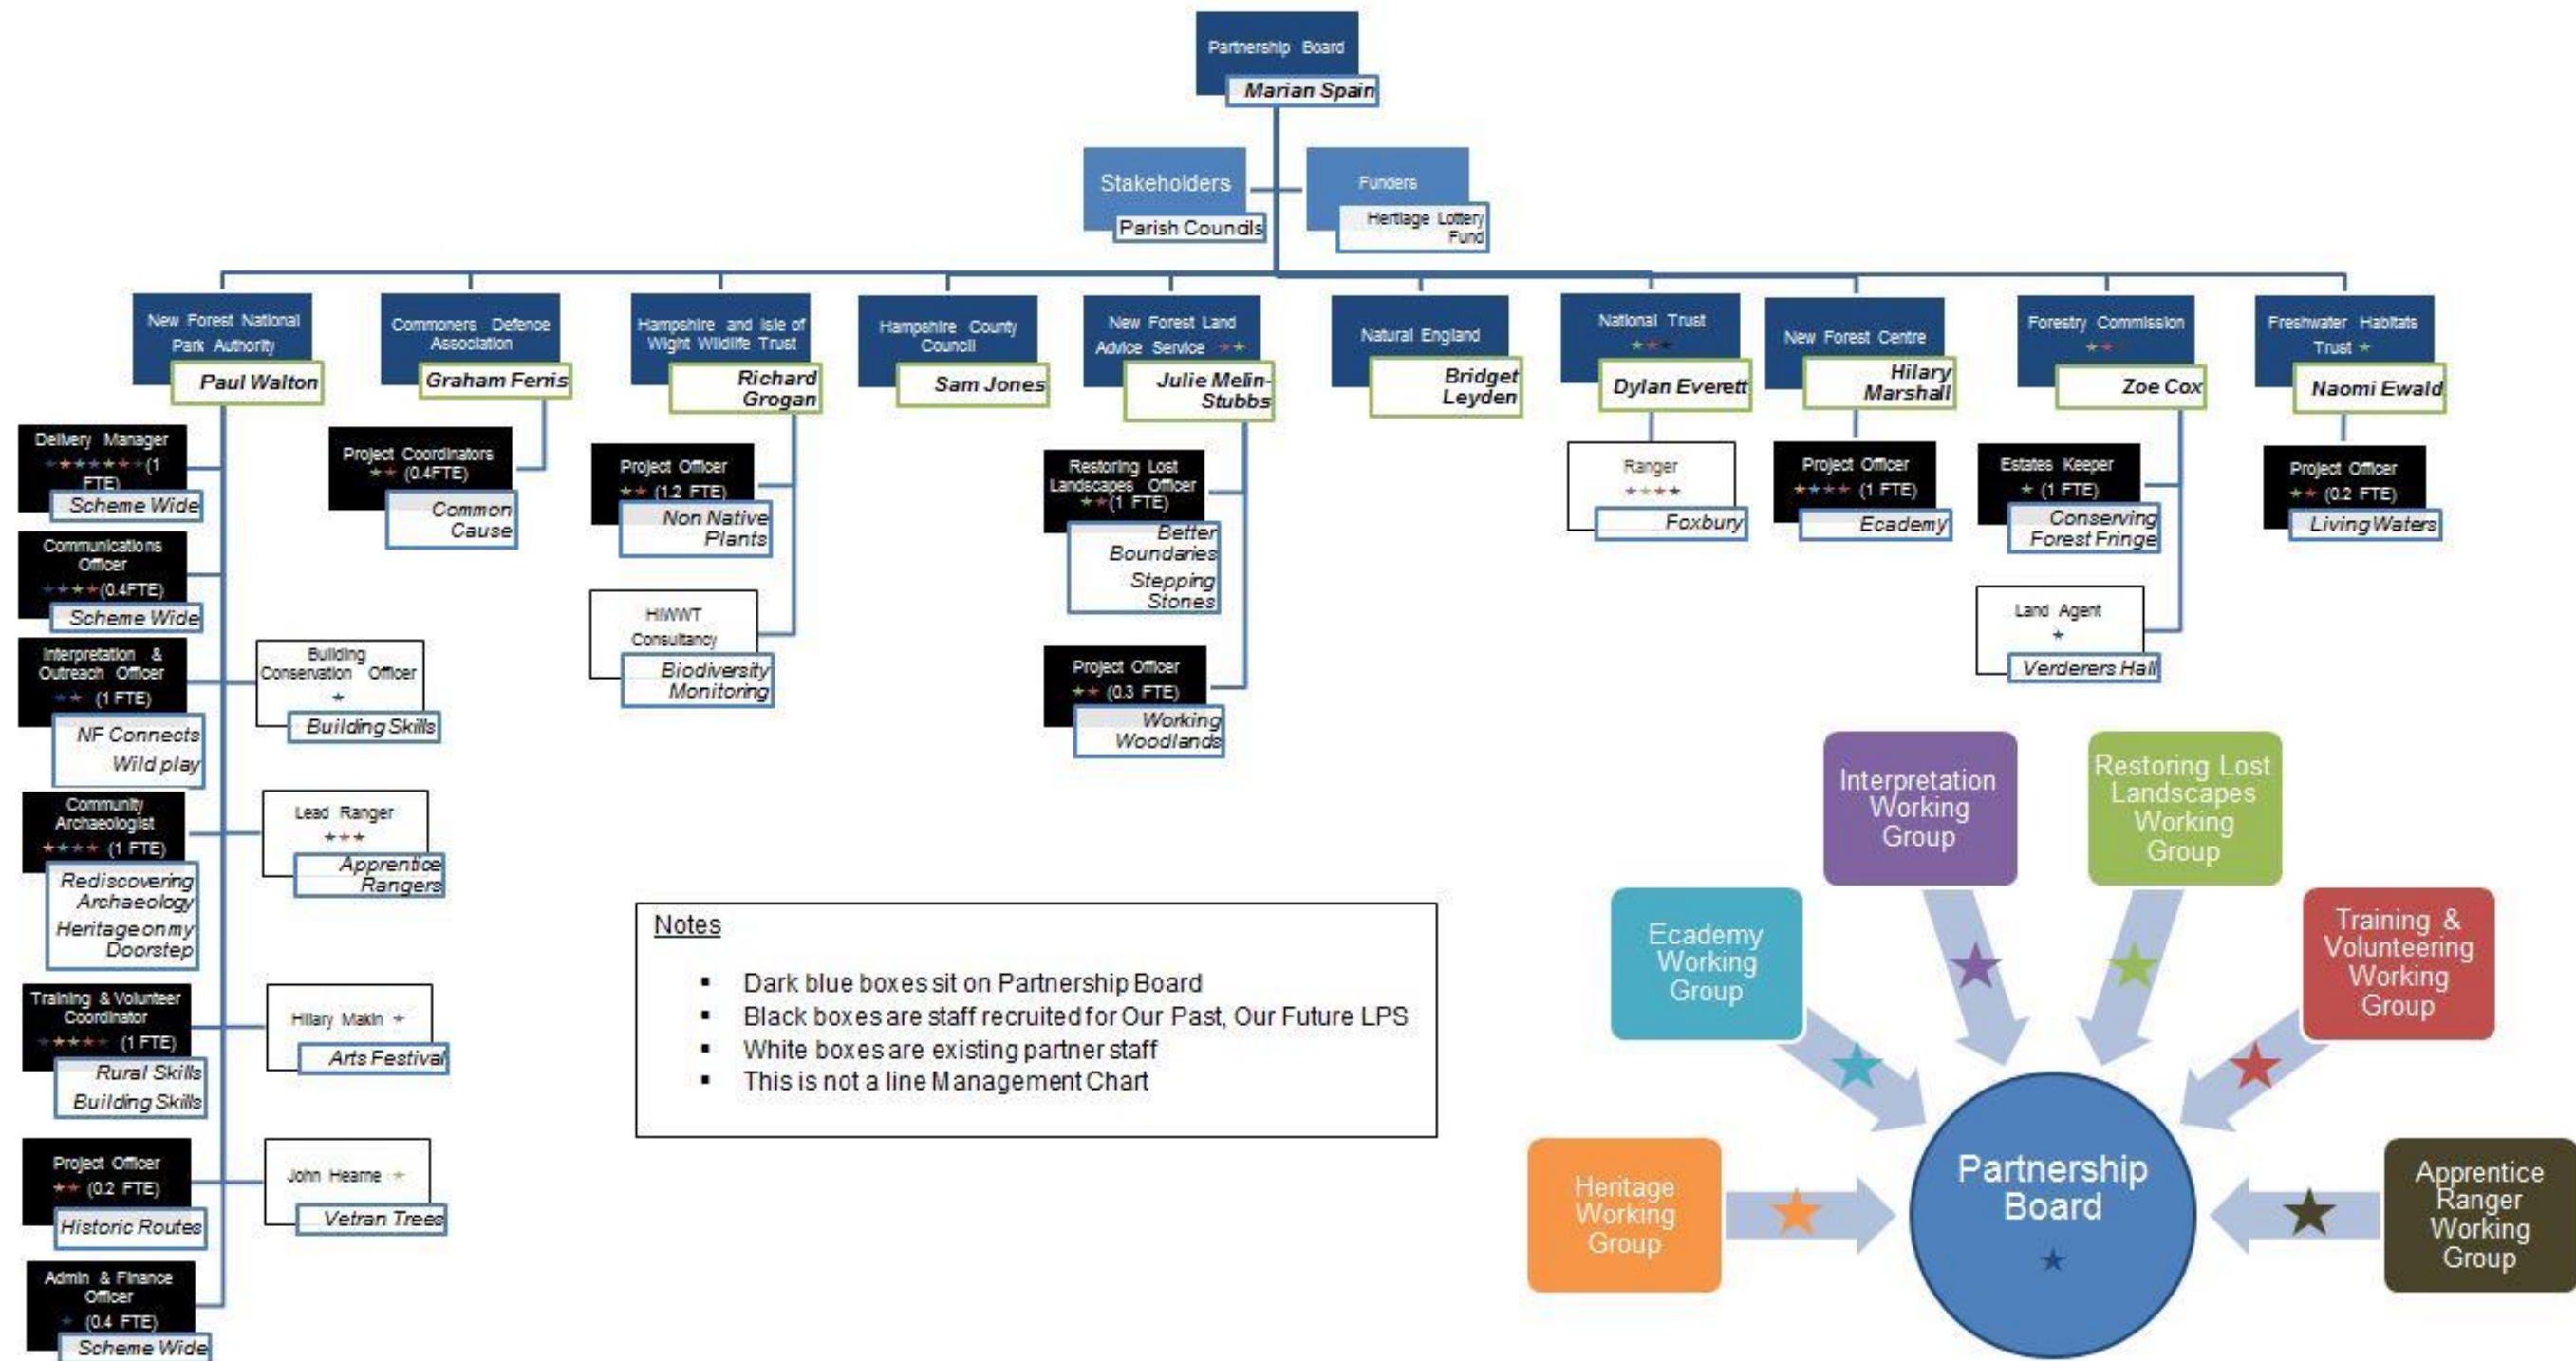 Partnership Board
Marian Spain
Stakeholders
Parish Councils
Funders
Hertiage Lottery
Fund
New Forest National
Park Authority
Paul Walton
Commoners Defence
Association
Graham Ferris
Hampshire and Isle of
Wight Wildlife Trust
Richard
Grogan
Hampshire County
Council
Sam Jones
New Forest Land
Advice Service
Julie Melin-
Stubbs
Natural England
Bridget
Leyden
National Trust
Dylan Everett
New Forest Centre
Hilary
Marshall
Forestry Commission
Zoe Cox
Freshwater Habitats
Trust
Naomi Ewald
Delivery Manager
(1
FTE)
Scheme Wide
Communications
Officer
(0.4FTE)
Scheme Wide
Interpretation &
Outreach Officer
(1 FTE)
NF Connects
Wild play
Community
Archaeologist
(1 FTE)
Rediscovering
Archaeology
Heritage on my
Doorstep
Training & Volunteer
Coordinator
(1 FTE)
Rural Skills
Building Skills
Project Officer
(0.2 FTE)
Historic Routes
Admin & Finance
Officer
(0.4 FTE)
Scheme Wide
Building
Conservation Officer
Building Skills
Lead Ranger
Apprentice
Rangers
Hilary Makin
Arts Festival
John Hearne
Vetran Trees
Project Coordinators
(0.4FTE)
Common
Cause
Project Officer
(1.2 FTE)
Non Native
Plants
HIWWT
Consultancy
Biodiversity
Monitoring
Restoring Lost
Landscapes Officer
(1 FTE)
Better
Boundaries
Stepping
Stones
Project Officer
(0.3 FTE)
Working
Woodlands
Ranger
Foxbury
Project Officer
(1 FTE)
Ecademy
Estates Keeper
(1 FTE)
Conserving
Forest Fringe
Land Agent
Verderers Hall
Project Officer
(0.2 FTE)
Living Waters
Notes
Dark blue boxes sit on Partnership Board
Black boxes are staff recruited for Our Past, Our Future LPS
White boxes are existing partner staff
This is not a line Management Chart
Heritage
Working
Group
Ecademy
Working
Group
Interpretation
Working
Group
Restoring Lost
Landscapes
Working
Group
Training &
Volunteering
Working
Group
Apprentice
Ranger
Working
Group
Partnership
Board